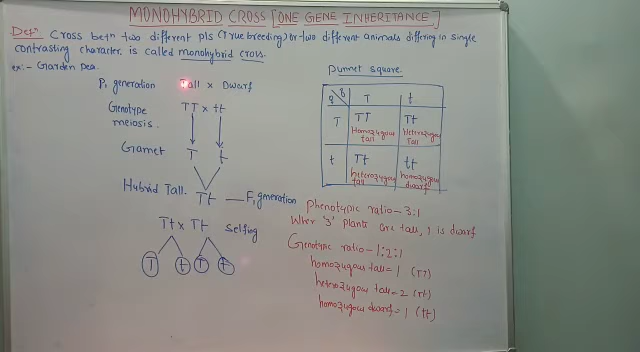 MONOHYBRID CROSS [ONE GENE INHERITANCE]
Defn Cross betn two different pls (True breeding) or two different animals differing in single
contrasting character is called monohybrid cross.
ex:- Garden pea.
P1 generation Tall x Dwarf
Genotype TT x tt
meiosis.
Gamet T t
Hybrid Tall. Tt — F1 generation
Tt x Tt Selfing
T t T t
Punnet square.
T t
T TT Tt
Homozygous tall Heterozygous Tall
t Tt tt
heterozygous tall homozygous dwarf
Phenotypic ratio - 3:1
Wher '3' plants are tall, 1 is dwarf
Genotypic ratio - 1:2:1
homozygous tall = 1 (TT)
heterozygous tall = 2 (Tt)
homozygous dwarf = 1 (tt)